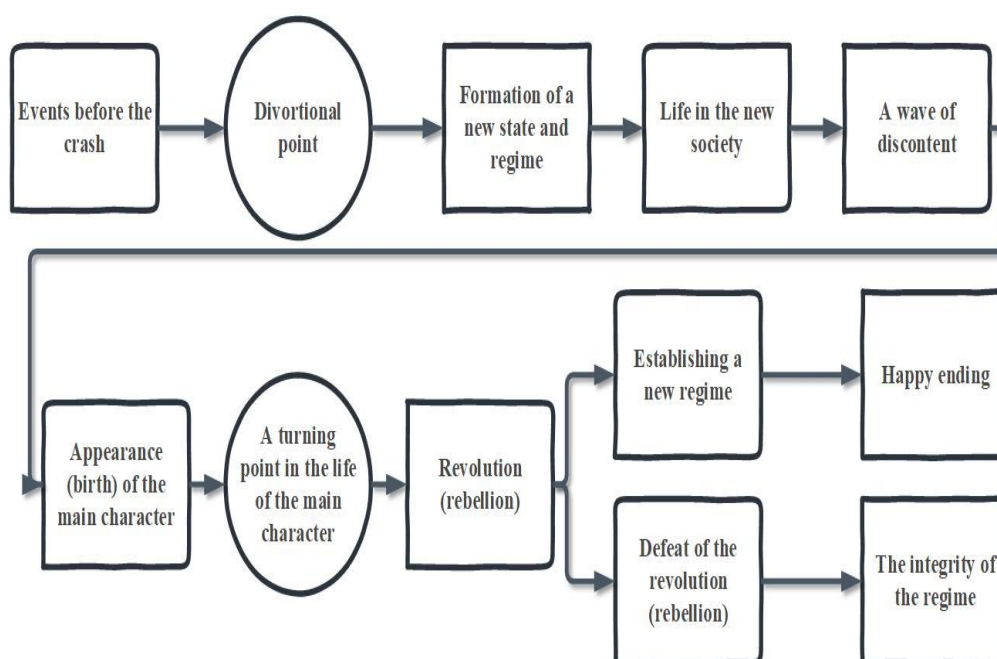 Events before the
crash
Divortional
point
Formation of a
new state and
regime
Life in the new
society
A wave of
discontent
Appearance
(birth) of the
main character
A turning
point in the life
of the main
character
Revolution
(rebellion)
Establishing a
new regime
Happy ending
Defeat of the
revolution
(rebellion)
The integrity of
the regime